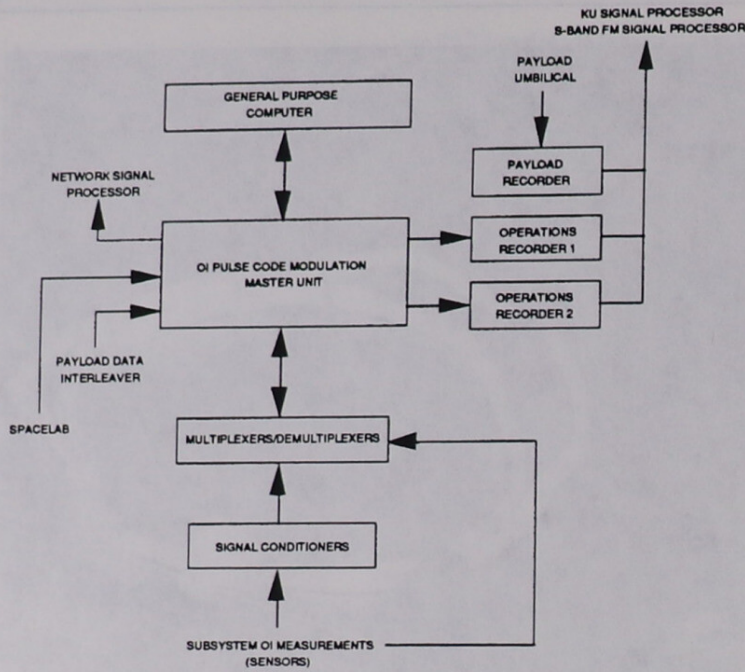 KU SIGNAL PROCESSOR
S-BAND FM SIGNAL PROCESSOR
PAYLOAD
UMBILICAL
GENERAL PURPOSE
COMPUTER
NETWORK SIGNAL
PROCESSOR
PAYLOAD
RECORDER
OI PULSE CODE MODULATION
MASTER UNIT
OPERATIONS
RECORDER 1
OPERATIONS
RECORDER 2
PAYLOAD DATA
INTERLEAVER
SPACELAB
MULTIPLEXERS/DEMULTIPLEXERS
SIGNAL CONDITIONERS
SUBSYSTEM OI MEASUREMENTS
(SENSORS)